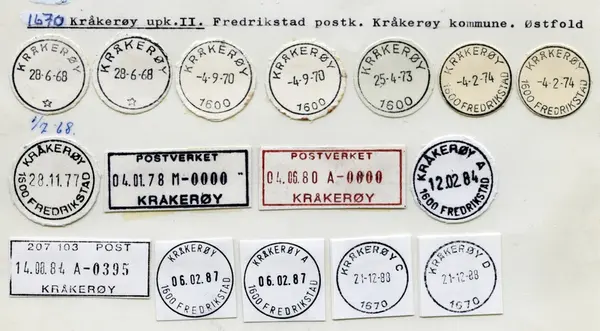 1670 Kråkerøy upk.II. Fredrikstad postk. Kråkerøy kommune. Østfold
KRÅKERØY
28-6-68
KRÅKERØY
28-6-68
KRÅKERØY
-4.9.70
1600
KRÅKERØY
-4.9.70
1600
KRÅKERØY
25-4-73
1600
KRÅKERØY
-4-2-74
1600 FREDRIKSTAD
KRÅKERØY
-4-2-74
1600 FREDRIKSTAD
1/2 68.
KRÅKERØY
28.11.77
1600 FREDRIKSTAD
POSTVERKET
04.01.78 M-0000
KRÅKERØY
POSTVERKET
04.06.80 A-0000
KRÅKERØY
KRÅKERØY A
12.02.84
1600 FREDRIKSTAD
207 103 POST
14.08.84 A-0395
KRÅKERØY
KRÅKERØY
06.02.87
1600 FREDRIKSTAD
KRÅKERØY A
06.02.87
1600 FREDRIKSTAD
KRÅKERØY C
21-12-88
1670
KRÅKERØY D
21-12-88
1670